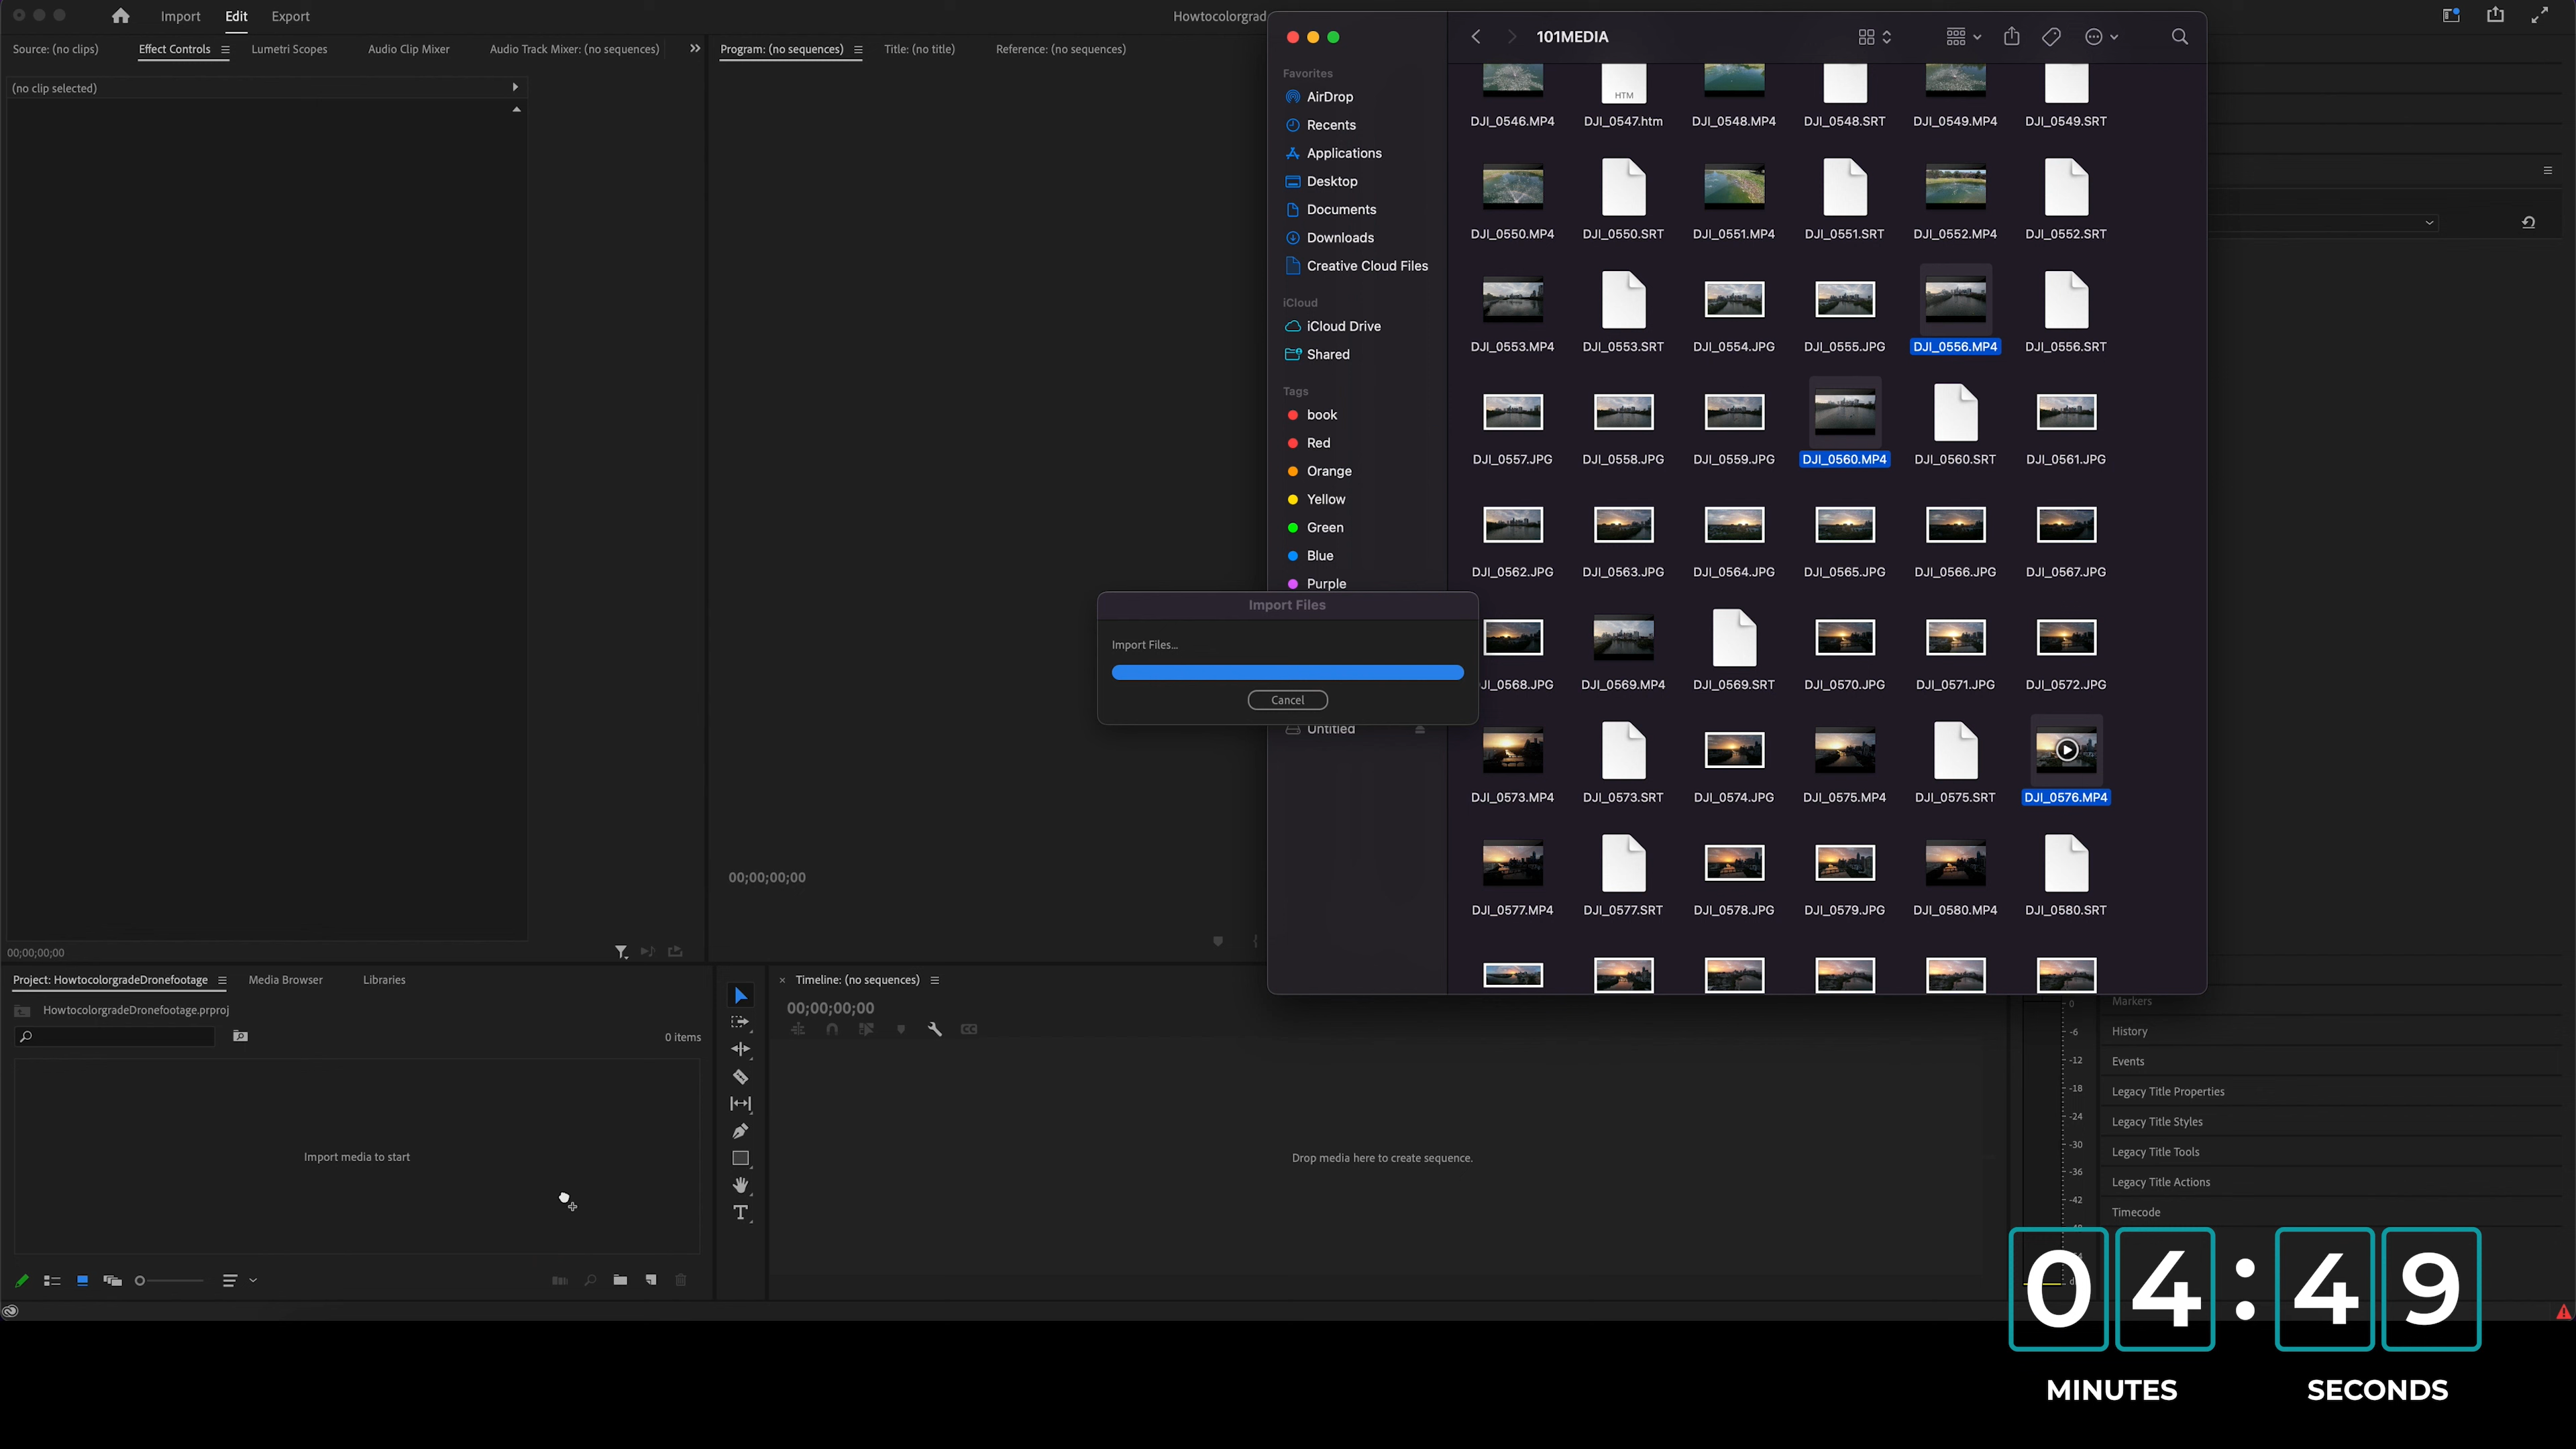 Import
Edit
Export
Howtocolorgrad
Source: (no clips)
Effect Controls
Lumetri Scopes
Audio Clip Mixer
Audio Track Mixer: (no sequences)
Program: (no sequences)
Title: (no title)
Reference: (no sequences)
(no clip selected)
00;00;00;00
00;00;00;00
101MEDIA
Favorites
AirDrop
Recents
Applications
Desktop
Documents
Downloads
Creative Cloud Files
iCloud
iCloud Drive
Shared
Tags
book
Red
Orange
Yellow
Green
Blue
Purple
Untitled
HTM
DJI_0546.MP4 DJI_0547.htm DJI_0548.MP4 DJI_0548.SRT DJI_0549.MP4 DJI_0549.SRT
DJI_0550.MP4 DJI_0550.SRT DJI_0551.MP4 DJI_0551.SRT DJI_0552.MP4 DJI_0552.SRT
DJI_0553.MP4 DJI_0553.SRT DJI_0554.JPG DJI_0555.JPG DJI_0556.MP4 DJI_0556.SRT
DJI_0557.JPG DJI_0558.JPG DJI_0559.JPG DJI_0560.MP4 DJI_0560.SRT DJI_0561.JPG
DJI_0562.JPG DJI_0563.JPG DJI_0564.JPG DJI_0565.JPG DJI_0566.JPG DJI_0567.JPG
JI_0568.JPG DJI_0569.MP4 DJI_0569.SRT DJI_0570.JPG DJI_0571.JPG DJI_0572.JPG
DJI_0573.MP4 DJI_0573.SRT DJI_0574.JPG DJI_0575.MP4 DJI_0575.SRT DJI_0576.MP4
DJI_0577.MP4 DJI_0577.SRT DJI_0578.JPG DJI_0579.JPG DJI_0580.MP4 DJI_0580.SRT
Import Files
Import Files...
Cancel
Project: HowtocolorgradeDronefootage
Media Browser
Libraries
HowtocolorgradeDronefootage.prproj
0 items
Import media to start
Timeline: (no sequences)
00;00;00;00
Drop media here to create sequence.
0
-6
-12
-18
-24
-30
-36
-42
Markers
History
Events
Legacy Title Properties
Legacy Title Styles
Legacy Title Tools
Legacy Title Actions
Timecode
04:49
MINUTES SECONDS